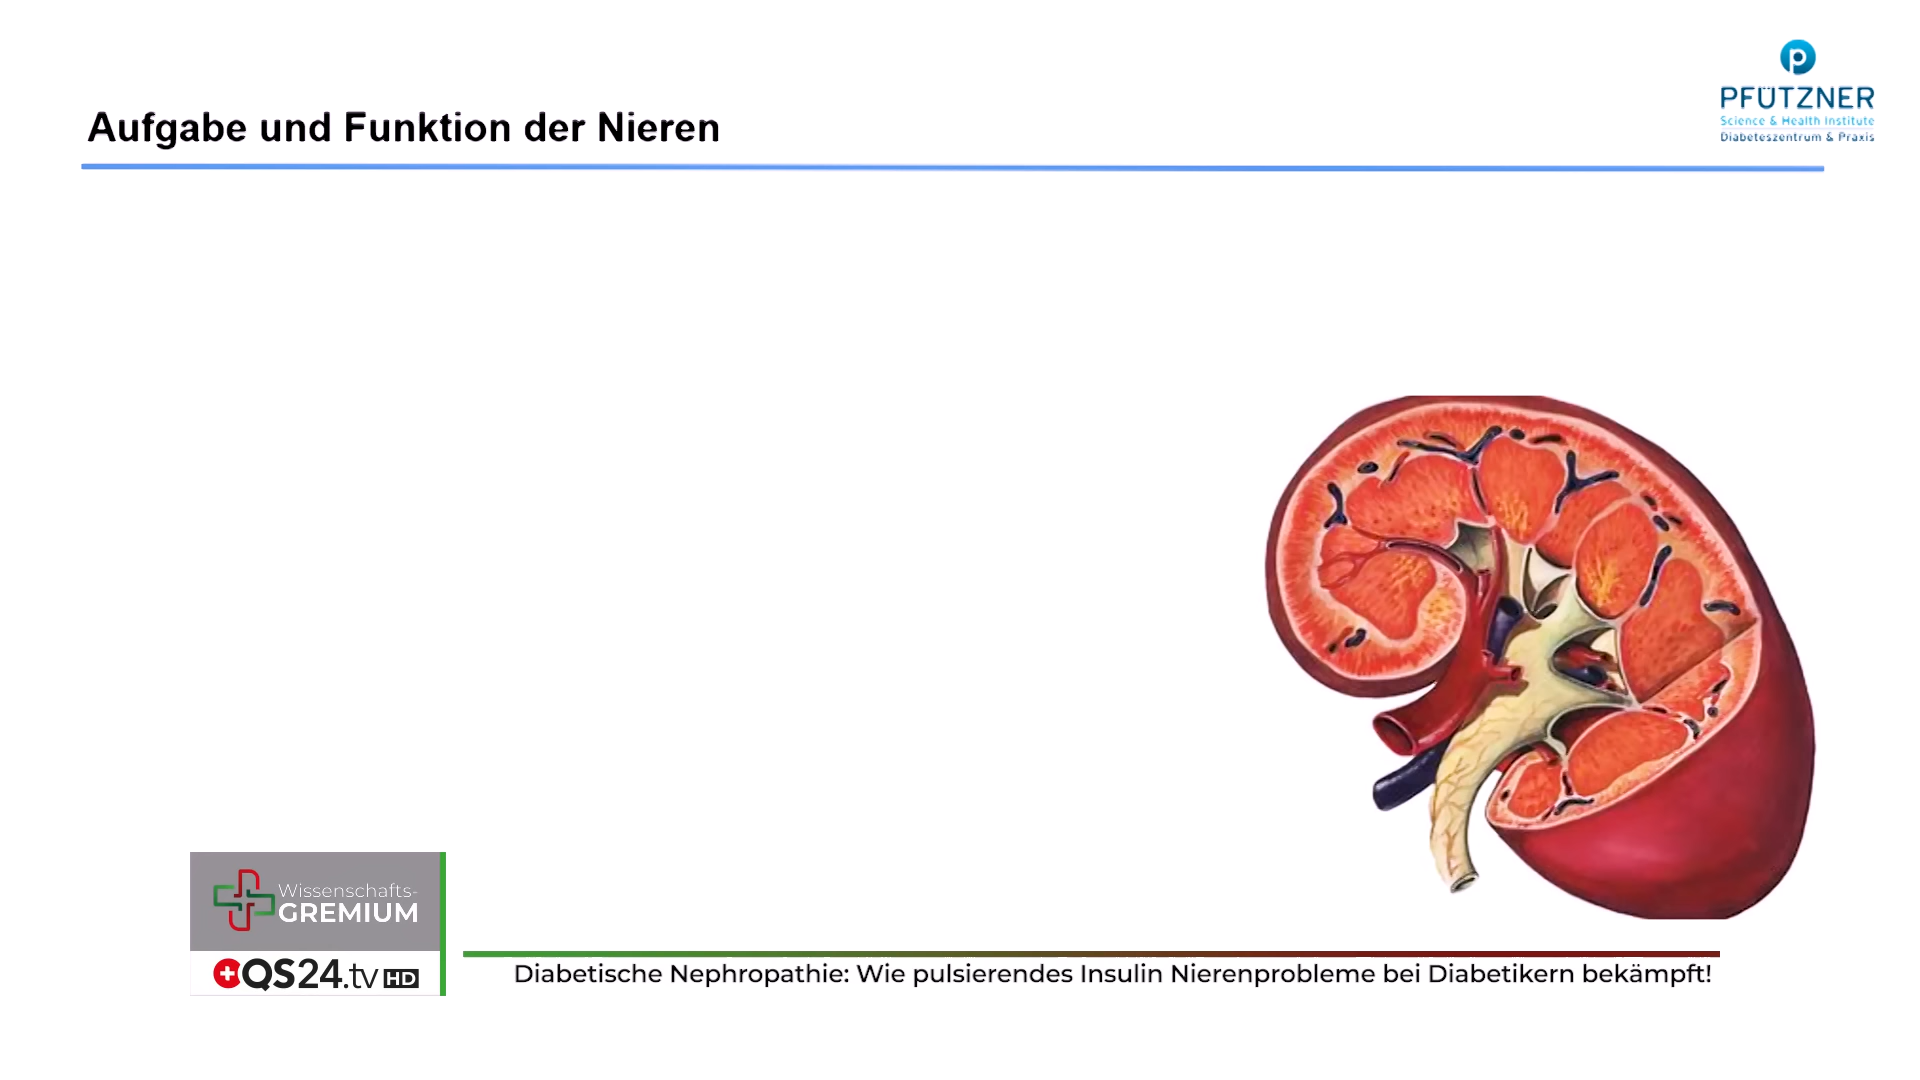 Aufgabe und Funktion der Nieren
p
PFÜTZNER
Science & Health Institute
Diabeteszentrum & Praxis
Wissenschafts-
GREMIUM
QS24.tv HD
Diabetische Nephropathie: Wie pulsierendes Insulin Nierenprobleme bei Diabetikern bekämpft!